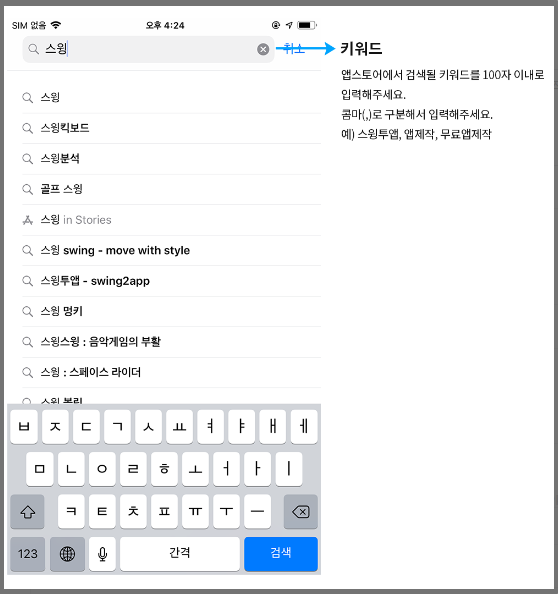 SIM 없음 오후 4:24
스윙 취소
스윙
스윙킥보드
스윙분석
골프 스윙
스윙 in Stories
스윙 swing - move with style
스윙투앱 - swing2app
스윙 멍키
스윙스윙 : 음악게임의 부활
스윙 : 스페이스 라이더
스윙 볼링
ㅂ ㅈ ㄷ ㄱ ㅅ ㅛ ㅕ ㅑ ㅐ ㅔ
ㅁ ㄴ ㅇ ㄹ ㅎ ㅗ ㅓ ㅏ ㅣ
ㅋ ㅌ ㅊ ㅍ ㅠ ㅜ ㅡ
123 간격 검색
키워드
앱스토어에서 검색될 키워드를 100자 이내로
입력해주세요.
콤마(,)로 구분해서 입력해주세요.
예) 스윙투앱, 앱제작, 무료앱제작